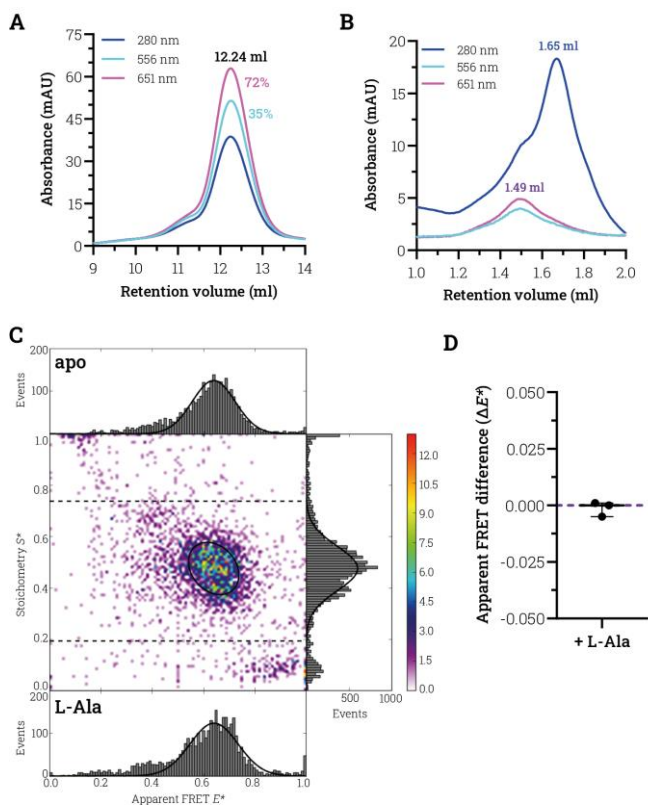 A
280 nm
556 nm
651 nm
12.24 ml
72%
35%
Absorbance (mAU)
75
60
45
30
15
0
9 10 11 12 13 14
Retention volume (ml)
B
280 nm
556 nm
651 nm
1.65 ml
1.49 ml
Absorbance (mAU)
20
15
10
5
0
1.0 1.2 1.4 1.6 1.8 2.0
Retention volume (ml)
C
apo
Events
200
100
Stoichometry S*
1.0
0.8
0.6
0.4
0.2
0.0
12.0
10.5
9.0
7.5
6.0
4.5
3.0
1.5
0.0
500 1000
Events
L-Ala
Events
200
100
0
0.0 0.2 0.4 0.6 0.8 1.0
Apparent FRET E*
D
Apparent FRET difference (ΔE*)
0.050
0.025
0.000
-0.025
-0.050
+ L-Ala